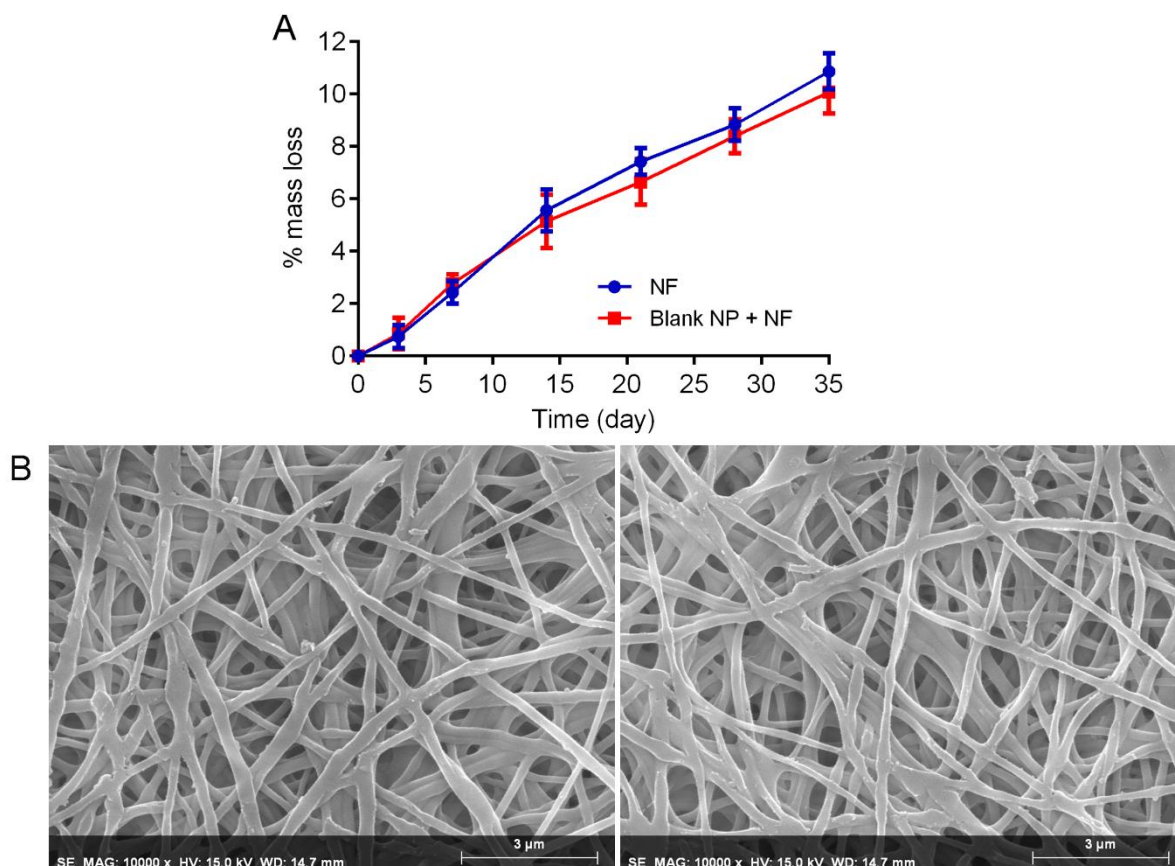 A
% mass loss
12
10
8
6
4
2
0
0 5 10 15 20 25 30 35
Time (day)
NF
Blank NP + NF
B
3 µm
SE MAG: 10000 x HV: 15.0 kV WD: 14.7 mm
3 µm
SE MAG: 10000 x HV: 15.0 kV WD: 14.7 mm